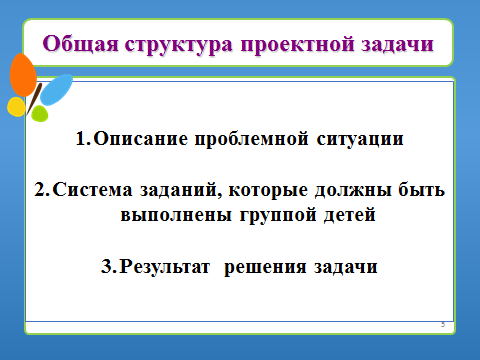 Общая структура проектной задачи
1.Описание проблемной ситуации
2.Система заданий, которые должны быть
выполнены группой детей
3.Результат решения задачи
5